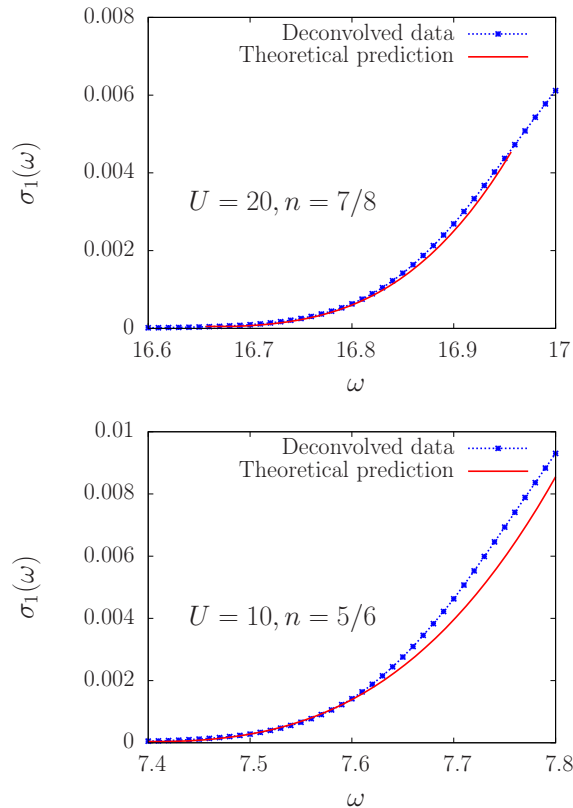 Deconvolved data
Theoretical prediction
0.008
0.006
0.004
0.002
0
σ₁(ω)
U = 20, n = 7/8
16.6 16.7 16.8 16.9 17
ω
Deconvolved data
Theoretical prediction
0.01
0.008
0.006
0.004
0.002
0
σ₁(ω)
U = 10, n = 5/6
7.4 7.5 7.6 7.7 7.8
ω